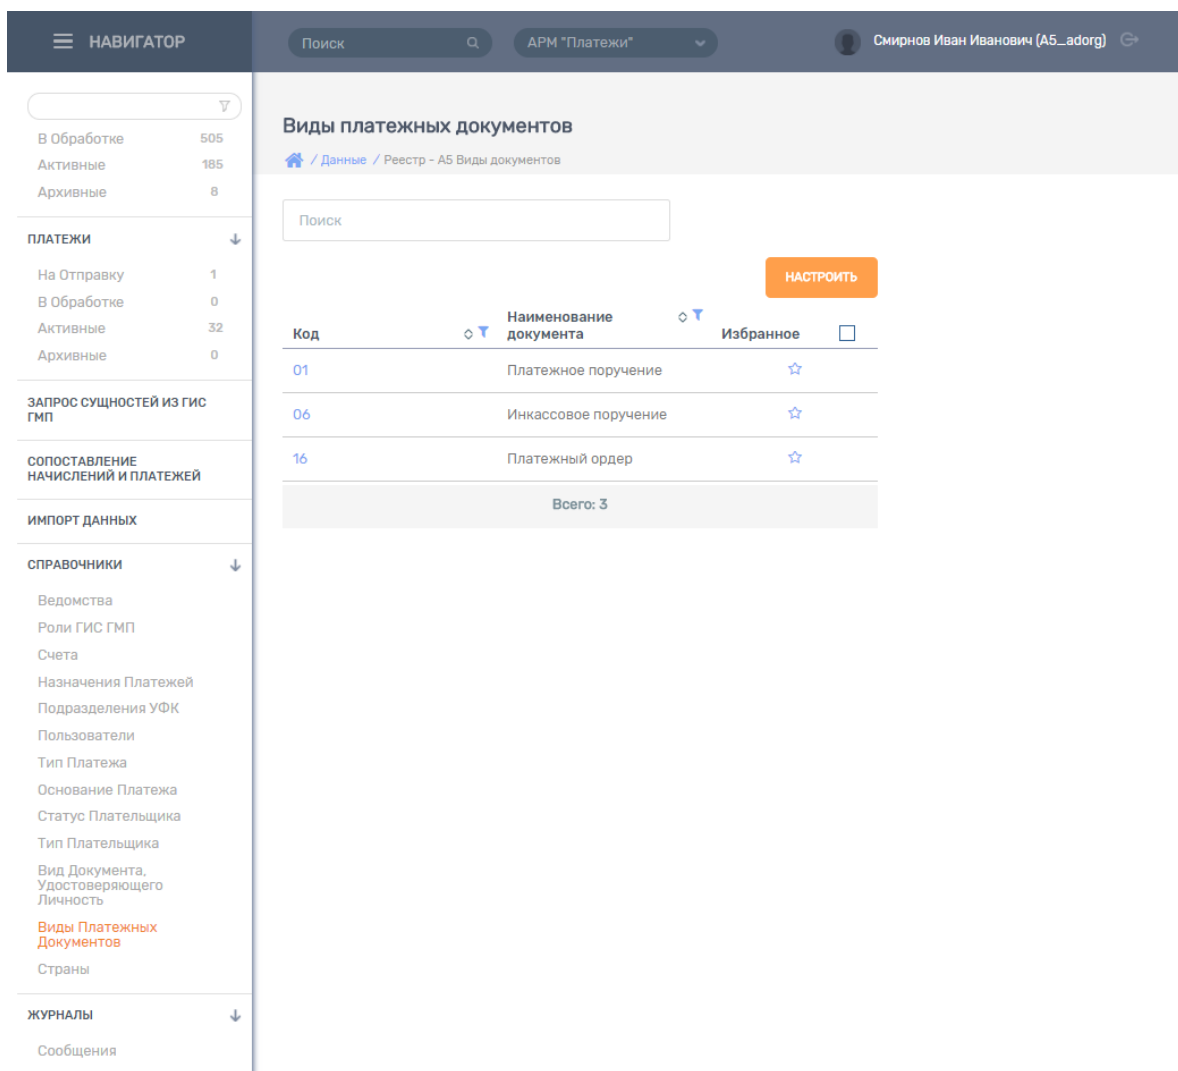 НАВИГАТОР
Поиск
АРМ "Платежи"
Смирнов Иван Иванович (A5_adorg)
В Обработке 505
Активные 185
Архивные 8
ПЛАТЕЖИ
На Отправку 1
В Обработке 0
Активные 32
Архивные 0
ЗАПРОС СУЩНОСТЕЙ ИЗ ГИС
ГМП
СОПОСТАВЛЕНИЕ
НАЧИСЛЕНИЙ И ПЛАТЕЖЕЙ
ИМПОРТ ДАННЫХ
СПРАВОЧНИКИ
Ведомства
Роли ГИС ГМП
Счета
Назначения Платежей
Подразделения УФК
Пользователи
Тип Платежа
Основание Платежа
Статус Плательщика
Тип Плательщика
Вид Документа,
Удостоверяющего
Личность
Виды Платежных
Документов
Страны
ЖУРНАЛЫ
Сообщения
Виды платежных документов
/ Данные / Реестр - А5 Виды документов
Поиск
НАСТРОИТЬ
Код
Наименование
документа
Избранное
01 Платежное поручение
06 Инкассовое поручение
16 Платежный ордер
Всего: 3